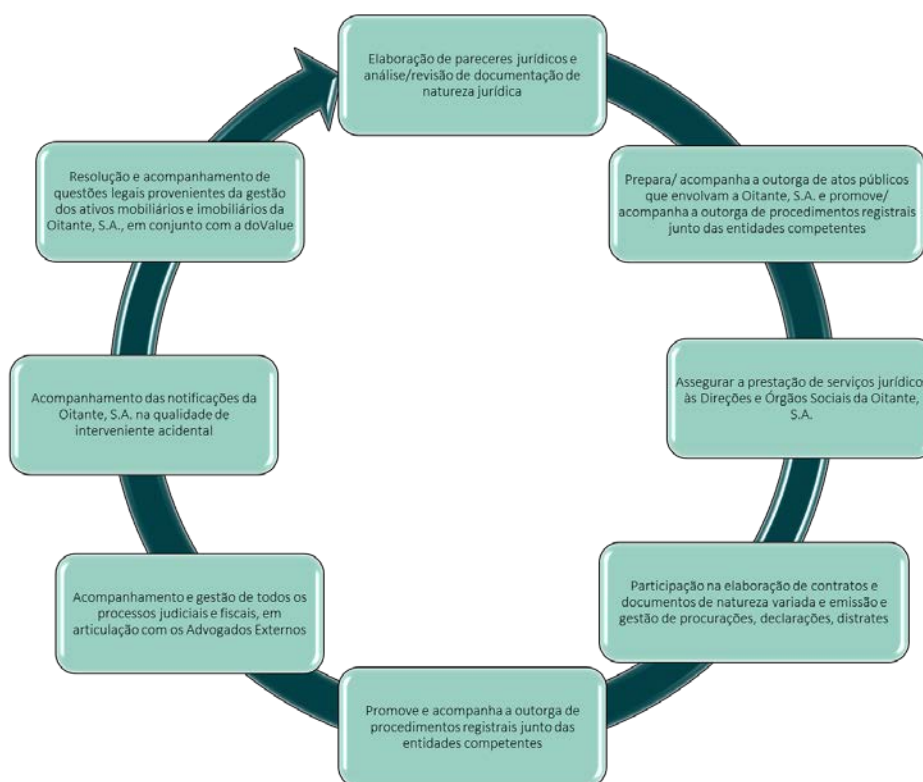 Elaboração de pareceres jurídicos e
análise/revisão de documentação de
natureza jurídica
Prepara/ acompanha a outorga de atos públicos
que envolvam a Oitante, S.A. e promove/
acompanha a outorga de procedimentos registrais
junto das entidades competentes
Assegurar a prestação de serviços jurídico
às Direções e Órgãos Sociais da Oitante,
S.A.
Participação na elaboração de contratos e
documentos de natureza variada e emissão e
gestão de procurações, declarações, distrates
Promove e acompanha a outorga de
procedimentos registrais junto das
entidades competentes
Acompanhamento e gestão de todos os
processos judiciais e fiscais, em
articulação com os Advogados Externos
Acompanhamento das notificações da
Oitante, S.A. na qualidade de
interveniente acidental
Resolução e acompanhamento de
questões legais provenientes da gestão
dos ativos mobiliários e imobiliários da
Oitante, S.A., em conjunto com a doValue